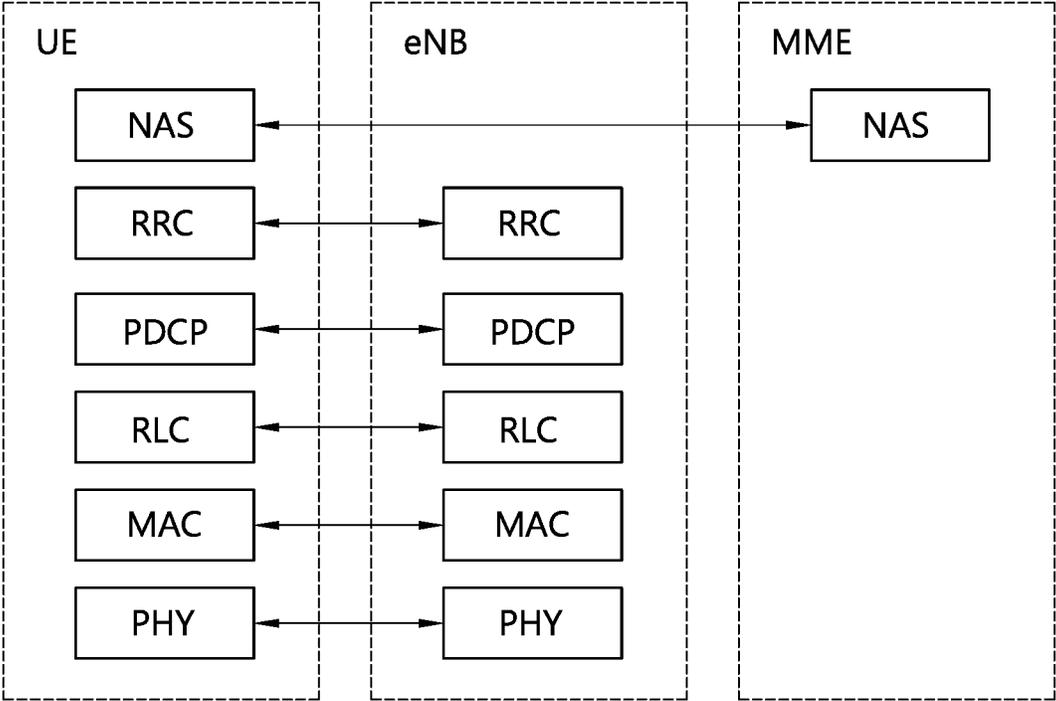 UE eNB MME
NAS NAS
RRC RRC
PDCP PDCP
RLC RLC
MAC MAC
PHY PHY